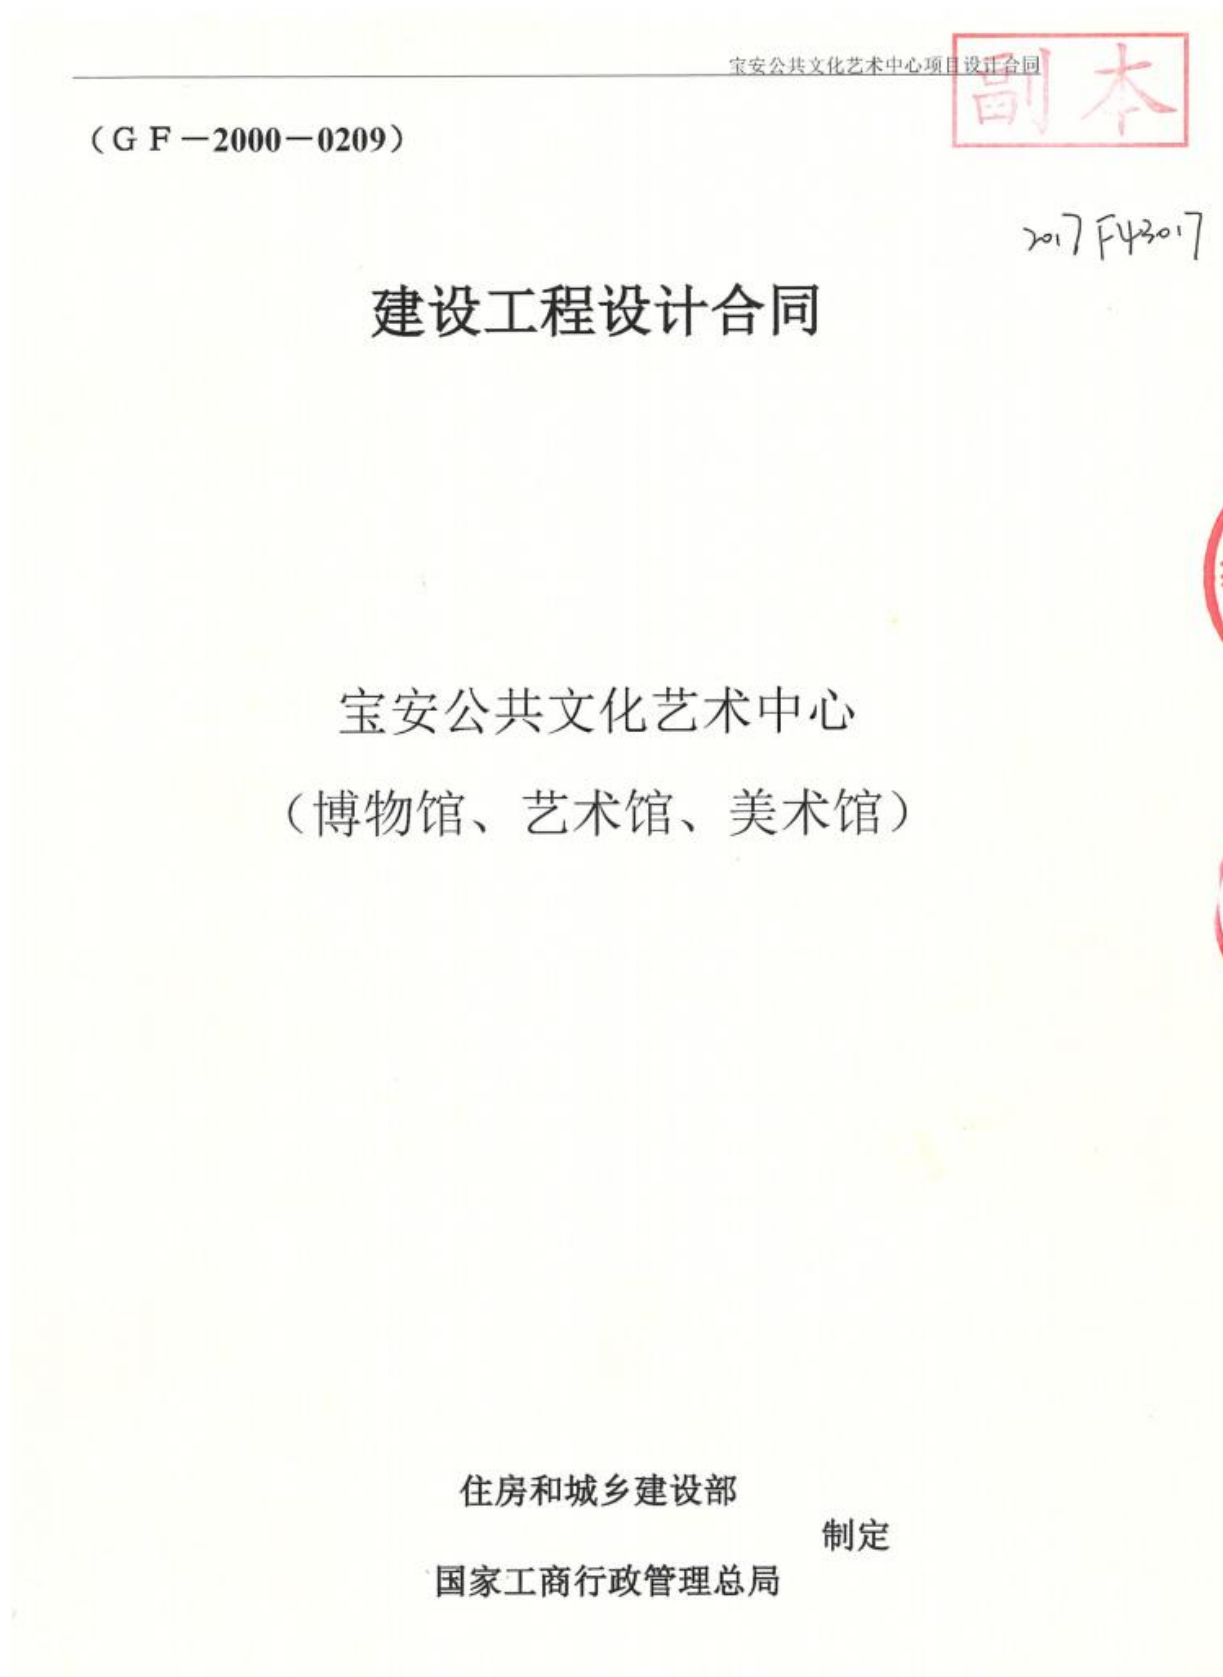 宝安公共文化艺术中心项目设计合同
副本
（ＧＦ－2000－0209）
2017F43017
建设工程设计合同
宝安公共文化艺术中心
（博物馆、艺术馆、美术馆）
住房和城乡建设部
制定
国家工商行政管理总局